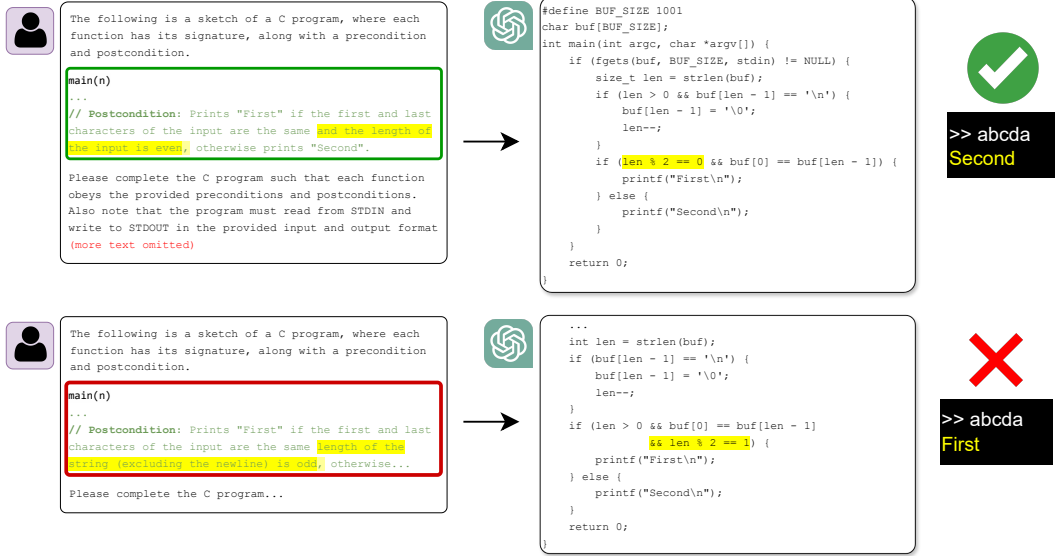 The following is a sketch of a C program, where each
function has its signature, along with a precondition
and postcondition.
main(n)
...
// Postcondition: Prints "First" if the first and last
characters of the input are the same and the length of
the input is even, otherwise prints "Second".
Please complete the C program such that each function
obeys the provided preconditions and postconditions.
Also note that the program must read from STDIN and
write to STDOUT in the provided input and output format
(more text omitted)
#define BUF_SIZE 1001
char buf[BUF_SIZE];
int main(int argc, char *argv[]) {
if (fgets(buf, BUF_SIZE, stdin) != NULL) {
size_t len = strlen(buf);
if (len > 0 && buf[len - 1] == '\n') {
buf[len - 1] = '\0';
len--;
}
if (len % 2 == 0 && buf[0] == buf[len - 1]) {
printf("First\n");
} else {
printf("Second\n");
}
}
return 0;
}
>> abcda
Second
The following is a sketch of a C program, where each
function has its signature, along with a precondition
and postcondition.
main(n)
...
// Postcondition: Prints "First" if the first and last
characters of the input are the same length of the
string (excluding the newline) is odd, otherwise...
Please complete the C program...
...
int len = strlen(buf);
if (buf[len - 1] == '\n') {
buf[len - 1] = '\0';
len--;
}
if (len > 0 && buf[0] == buf[len - 1]
&& len % 2 == 1) {
printf("First\n");
} else {
printf("Second\n");
}
return 0;
}
>> abcda
First